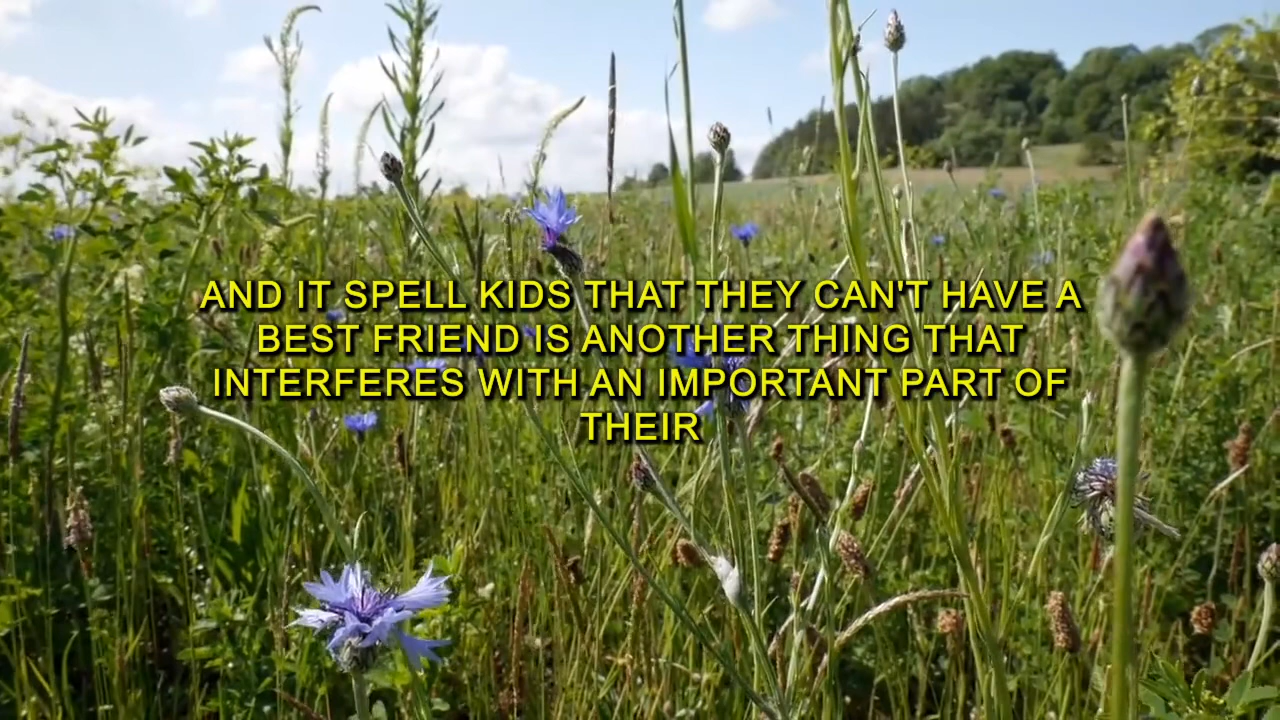 AND IT SPELL KIDS THAT THEY CAN'T HAVE A
BEST FRIEND IS ANOTHER THING THAT
INTERFERES WITH AN IMPORTANT PART OF
THEIR